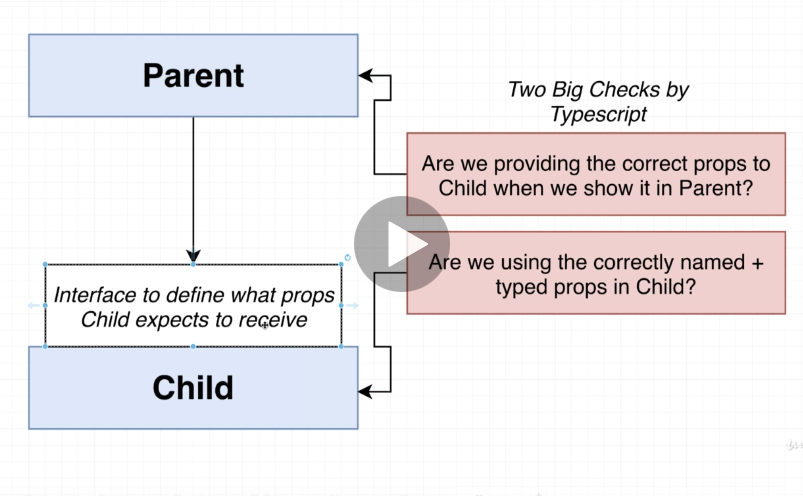 Parent
Two Big Checks by
Typescript
Are we providing the correct props to
Child when we show it in Parent?
Are we using the correctly named +
typed props in Child?
Interface to define what props
Child expects to receive
Child